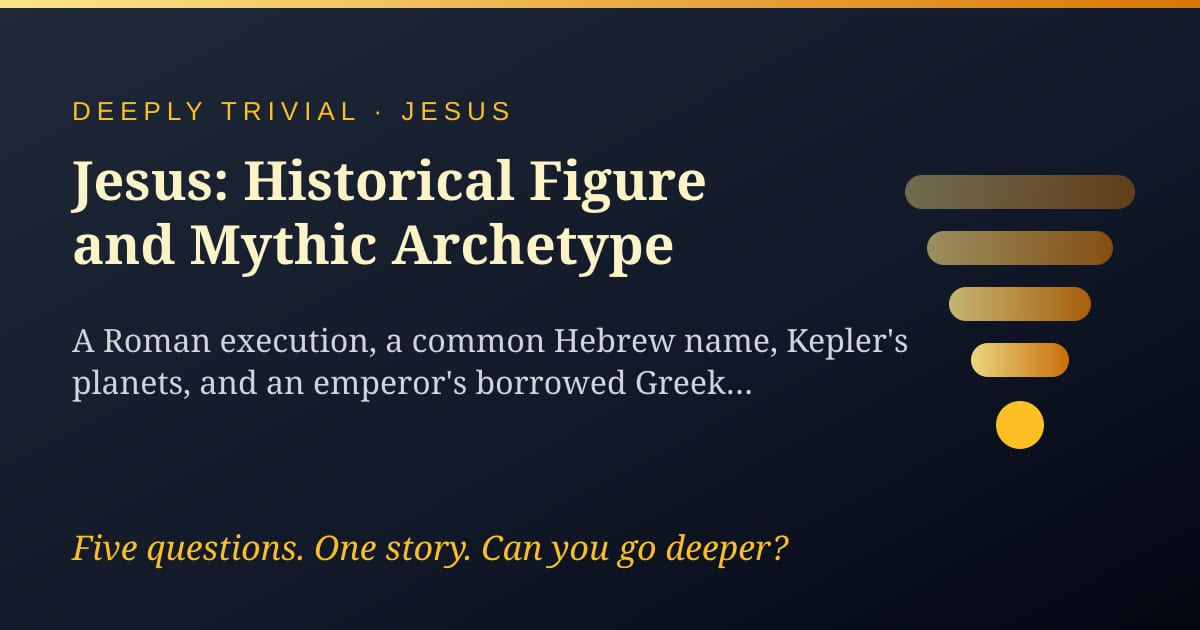 DEEPLY TRIVIAL · JESUS
Jesus: Historical Figure
and Mythic Archetype
A Roman execution, a common Hebrew name, Kepler's
planets, and an emperor's borrowed Greek…
Five questions. One story. Can you go deeper?